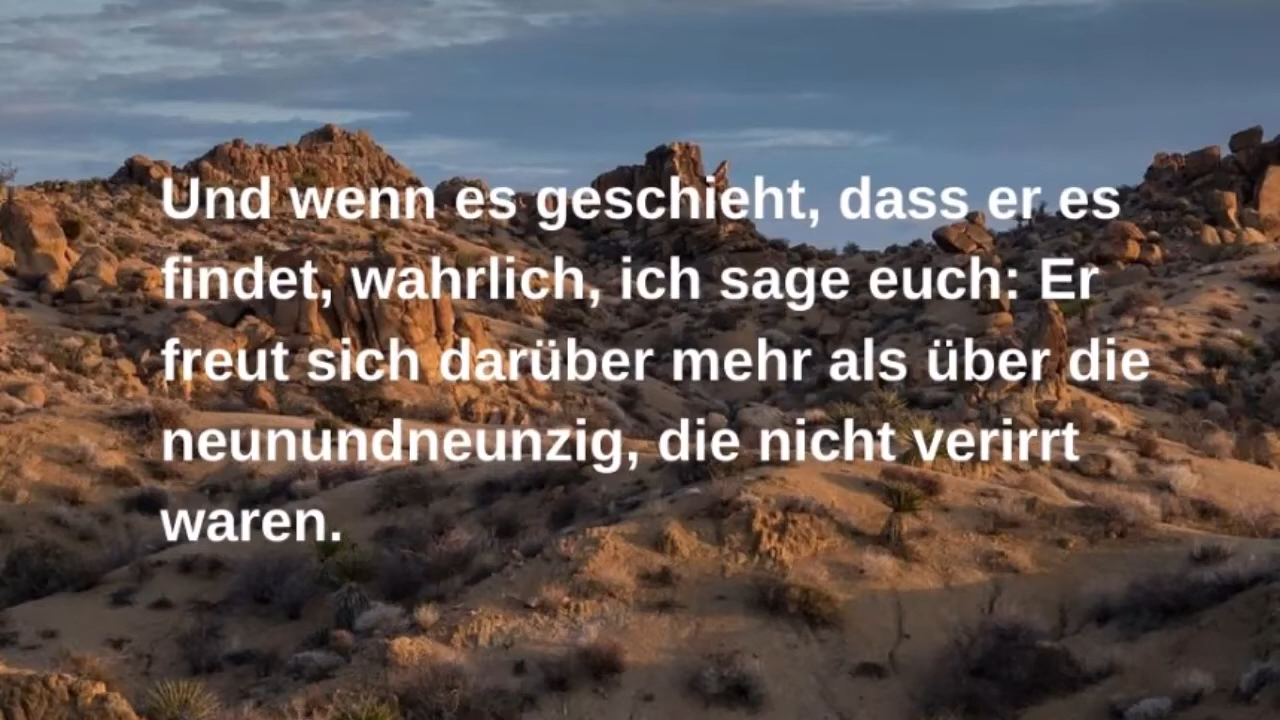 Und wenn es geschieht, dass er es
findet, wahrlich, ich sage euch: Er
freut sich darüber mehr als über die
neunundneunzig, die nicht verirrt
waren.